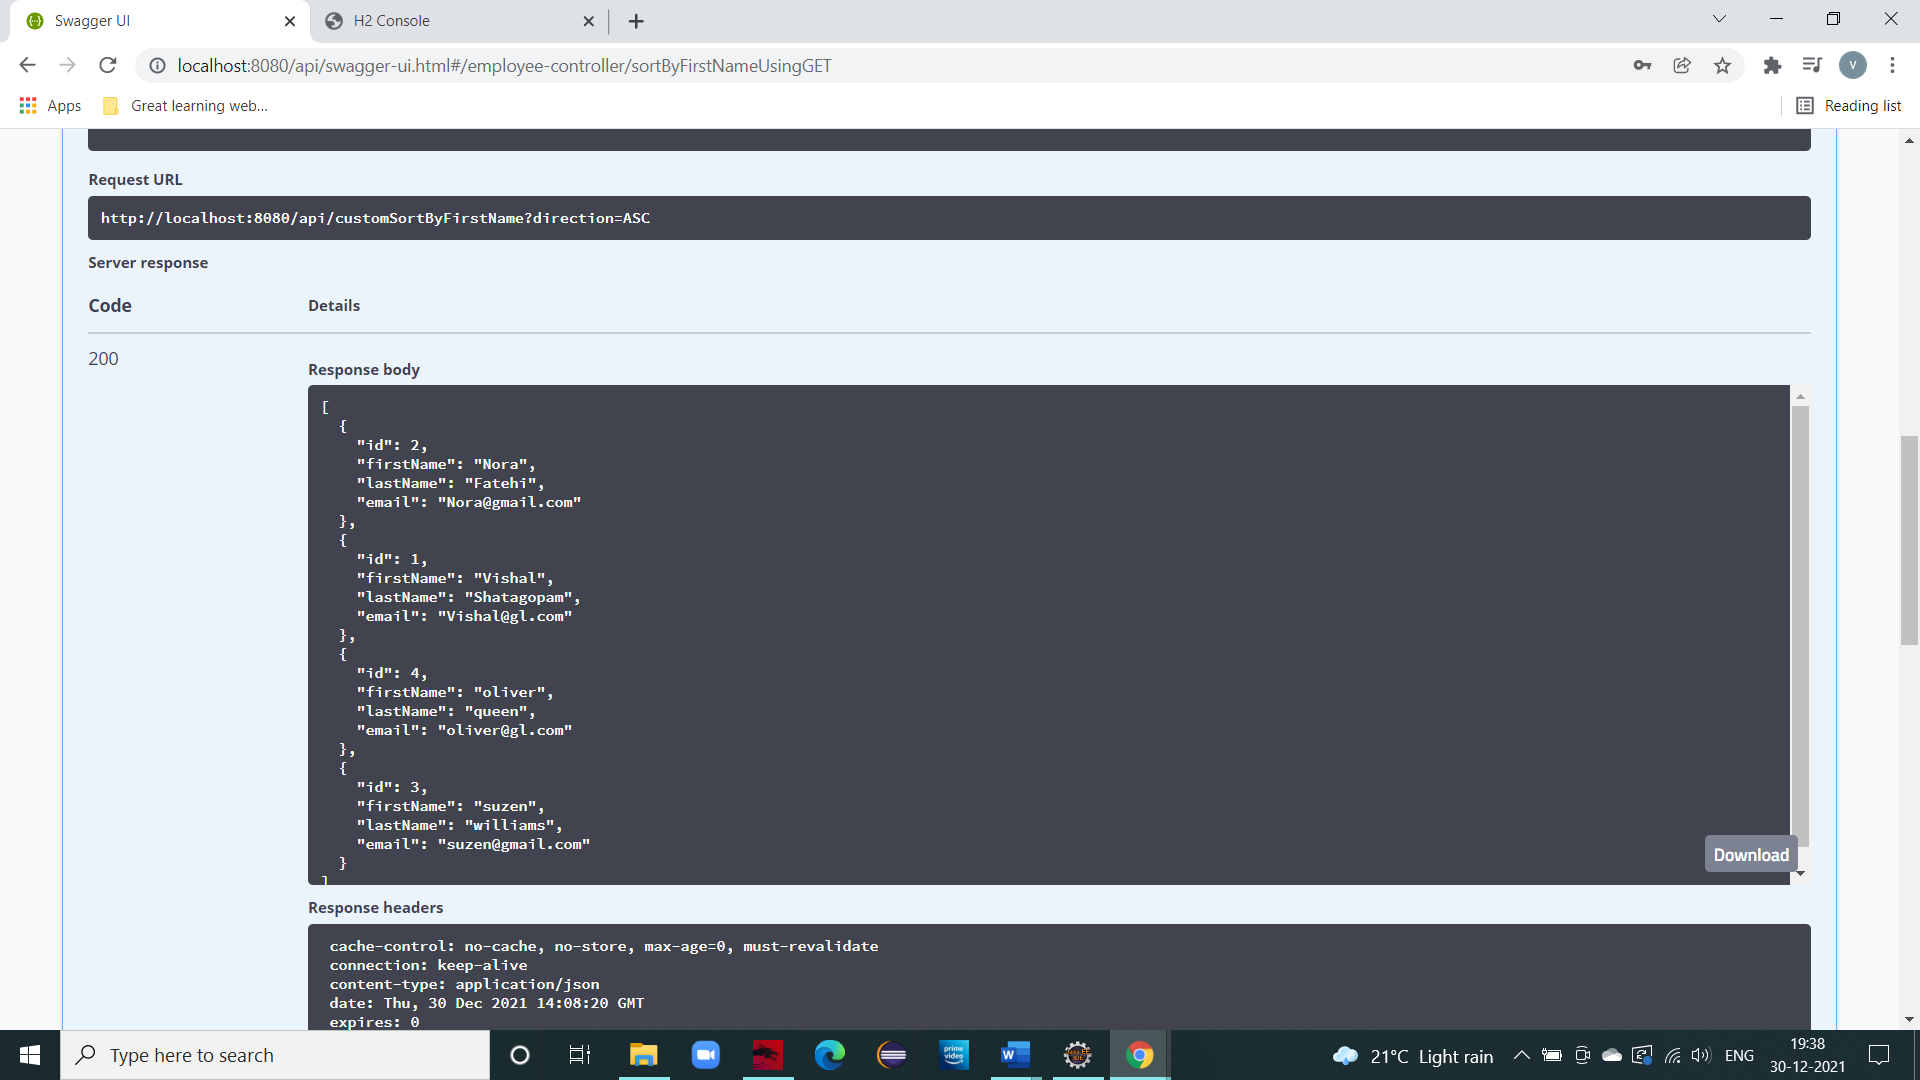 Swagger UI
H2 Console
localhost:8080/api/swagger-ui.html#/employee-controller/sortByFirstNameUsingGET
V
Apps
Great learning web...
Reading list
Request URL
http://localhost:8080/api/customSortByFirstName?direction=ASC
Server response
Code
Details
200
Response body
[
  {
    "id": 2,
    "firstName": "Nora",
    "lastName": "Fatehi",
    "email": "Nora@gmail.com"
  },
  {
    "id": 1,
    "firstName": "Vishal",
    "lastName": "Shatagopam",
    "email": "Vishal@gl.com"
  },
  {
    "id": 4,
    "firstName": "oliver",
    "lastName": "queen",
    "email": "oliver@gl.com"
  },
  {
    "id": 3,
    "firstName": "suzen",
    "lastName": "williams",
    "email": "suzen@gmail.com"
  }
]
Download
Response headers
cache-control: no-cache, no-store, max-age=0, must-revalidate
connection: keep-alive
content-type: application/json
date: Thu, 30 Dec 2021 14:08:20 GMT
expires: 0
Type here to search
prime video
W
21°C Light rain
ENG
19:38
30-12-2021